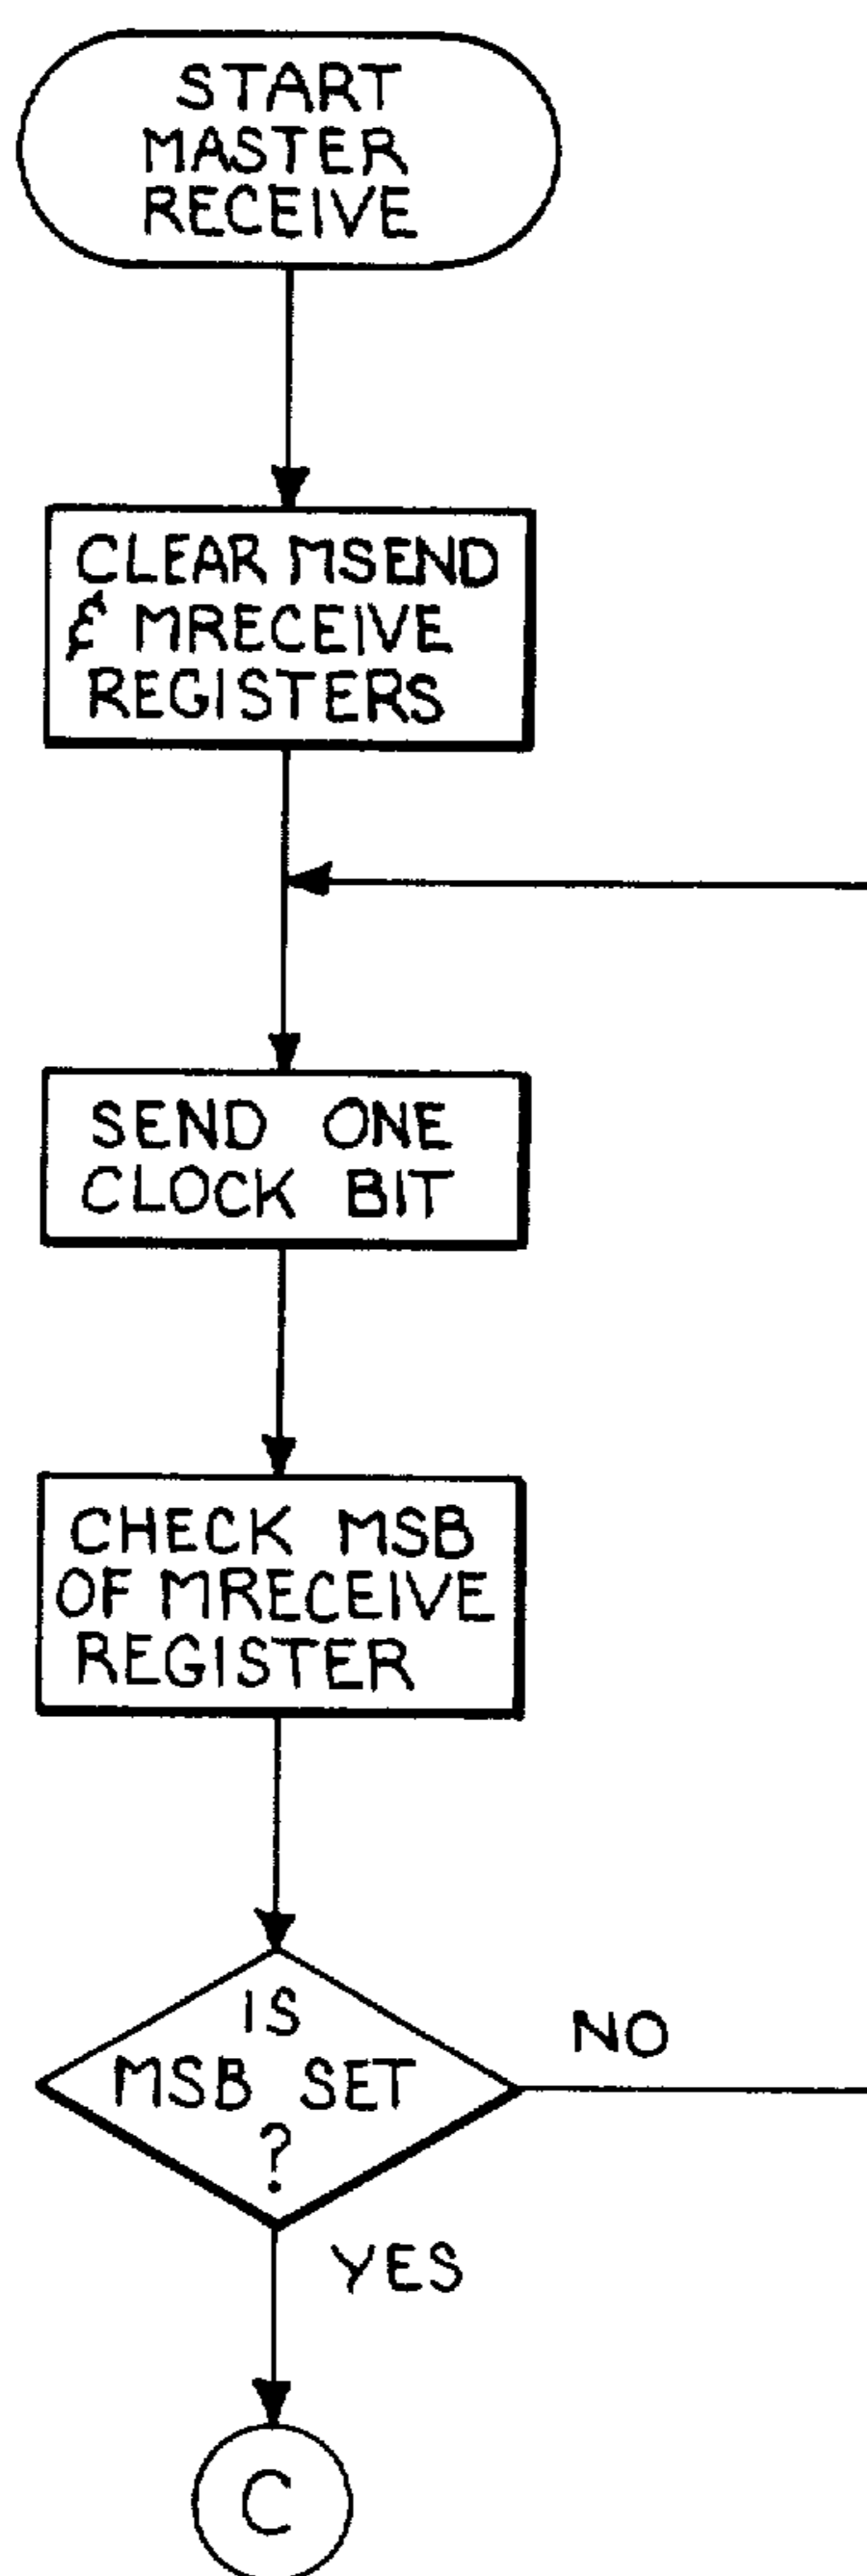 START
MASTER
RECEIVE
CLEAR MSEND
& MRECEIVE
REGISTERS
SEND ONE
CLOCK BIT
CHECK MSB
OF MRECEIVE
REGISTER
IS
MSB SET
?
NO
YES
C